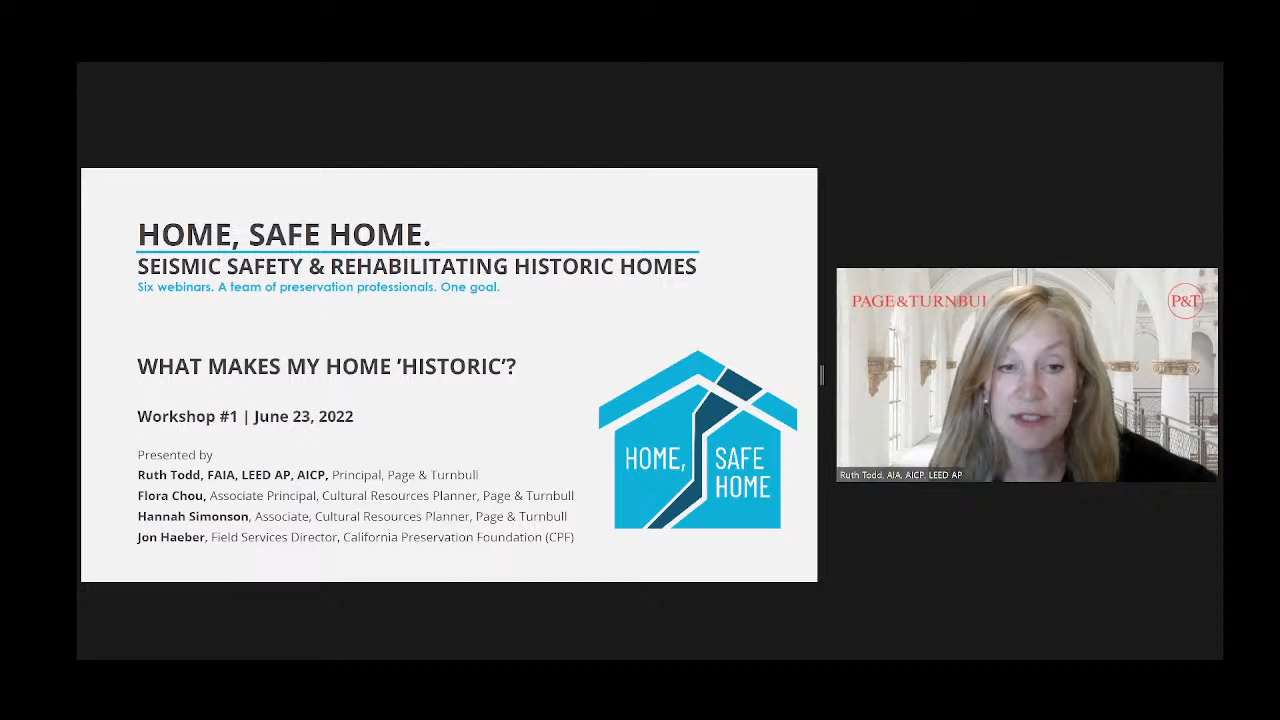 HOME, SAFE HOME.
SEISMIC SAFETY & REHABILITATING HISTORIC HOMES
Six webinars. A team of preservation professionals. One goal.
WHAT MAKES MY HOME ’HISTORIC’?
Workshop #1 | June 23, 2022
Presented by
Ruth Todd, FAIA, LEED AP, AICP, Principal, Page & Turnbull
Flora Chou, Associate Principal, Cultural Resources Planner, Page & Turnbull
Hannah Simonson, Associate, Cultural Resources Planner, Page & Turnbull
Jon Haeber, Field Services Director, California Preservation Foundation (CPF)
HOME, SAFE
HOME
PAGE & TURNBUL
P&T
Ruth Todd, AIA, AICP, LEED AP